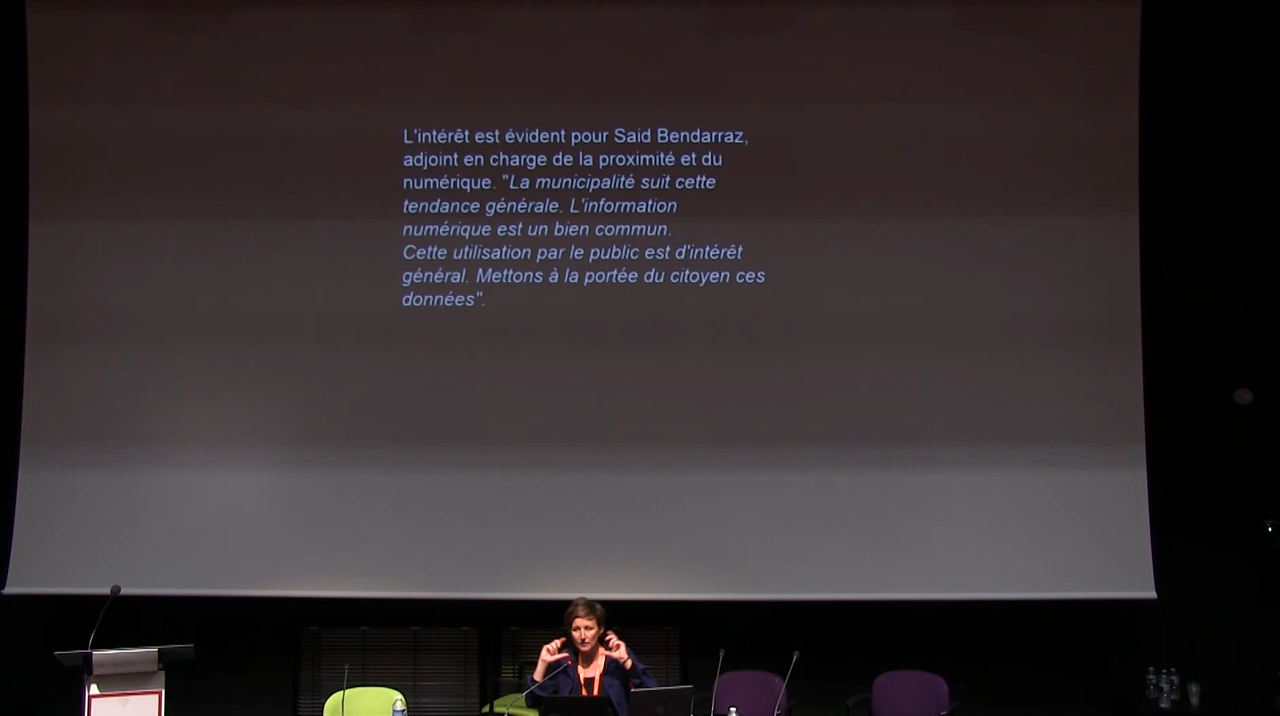 L'intérêt est évident pour Said Bendarraz,
adjoint en charge de la proximité et du
numérique. "La municipalité suit cette
tendance générale. L'information
numérique est un bien commun.
Cette utilisation par le public est d'intérêt
général. Mettons à la portée du citoyen ces
données".